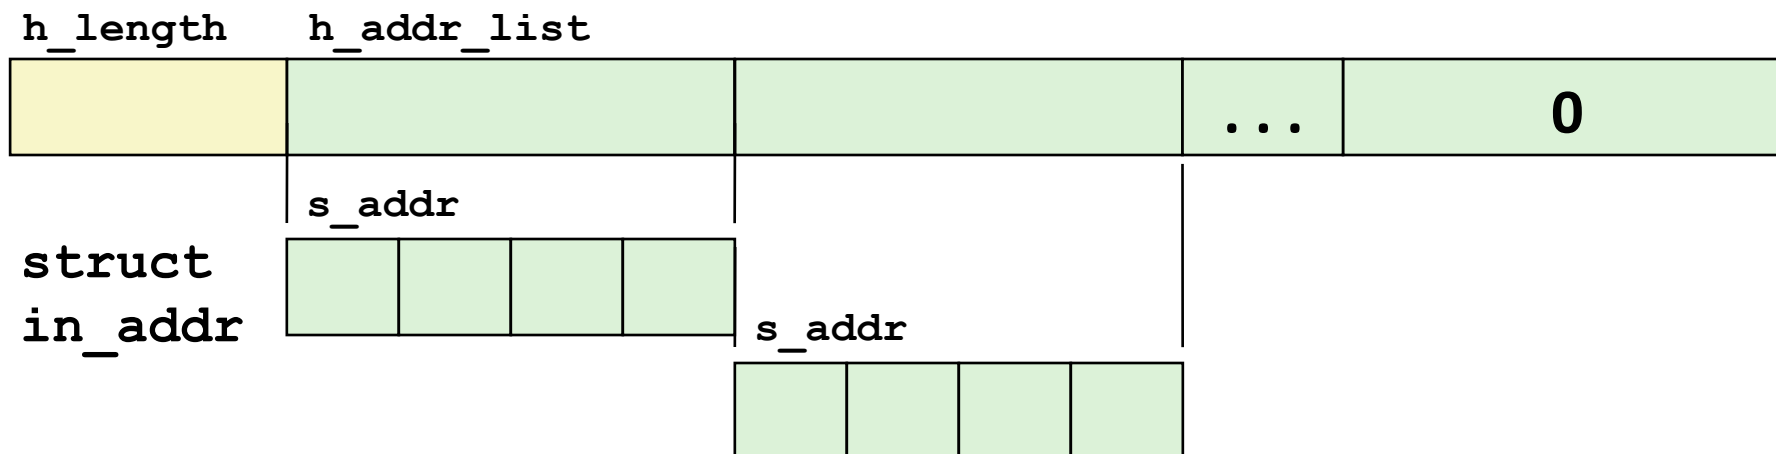 h_length h_addr_list
... 0
s_addr
struct
in_addr
s_addr